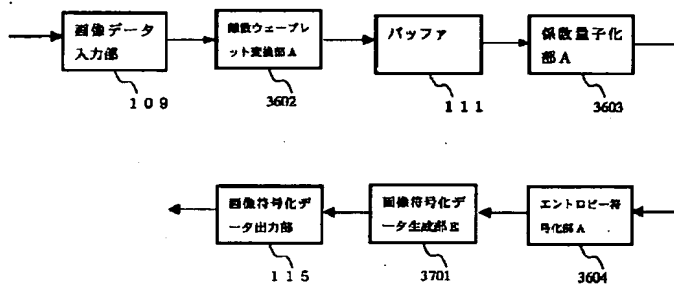 画像データ
入力部
離散ウェーブレ
ット変換部A
バッファ
係数量子化
部A
109
3602
111
3603
画像符号化デ
ータ出力部
画像符号化デ
ータ生成部E
エントロピー符
号化部A
115
3701
3604